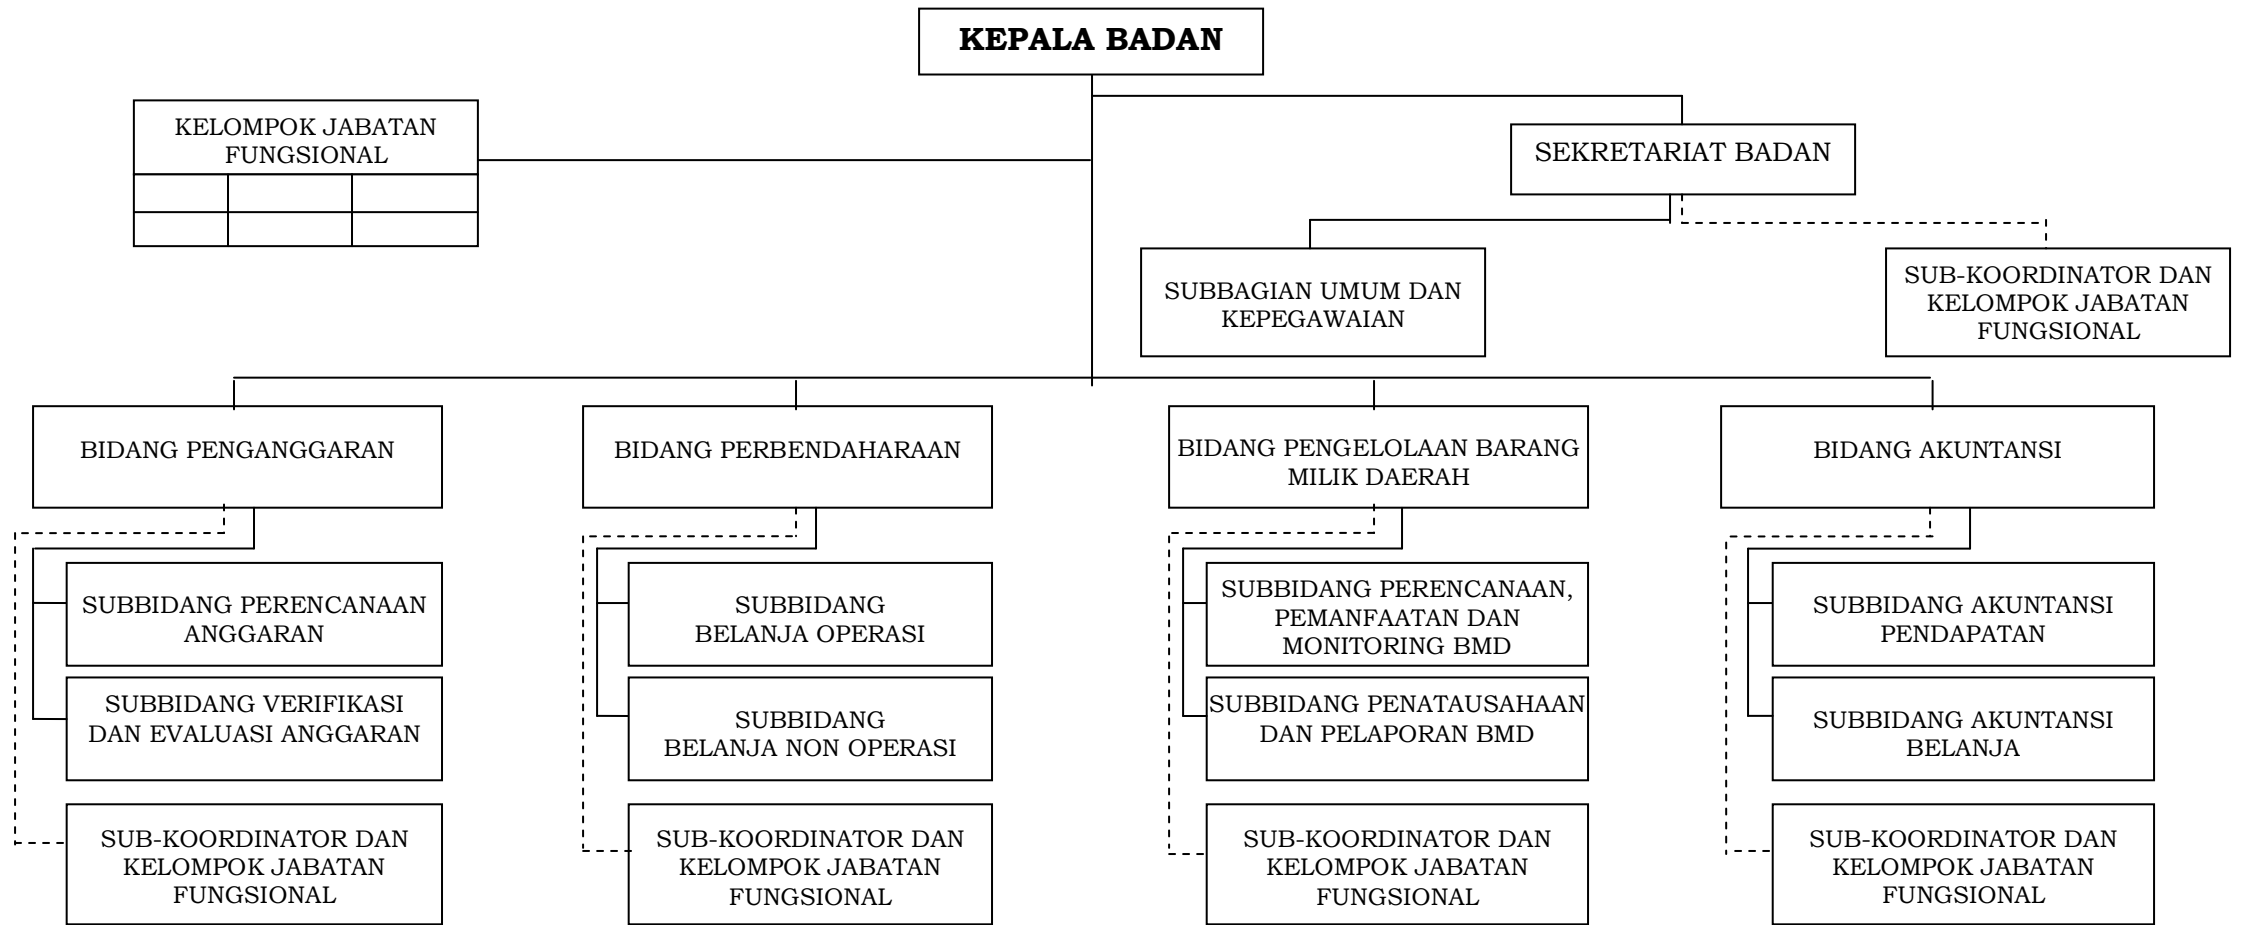 KEPALA BADAN
KELOMPOK JABATAN
FUNGSIONAL
SEKRETARIAT BADAN
SUBBAGIAN UMUM DAN
KEPEGAWAIAN
SUB-KOORDINATOR DAN
KELOMPOK JABATAN
FUNGSIONAL
BIDANG PENGANGGARAN
BIDANG PERBENDAHARAAN
BIDANG PENGELOLAAN BARANG
MILIK DAERAH
BIDANG AKUNTANSI
SUBBIDANG PERENCANAAN
ANGGARAN
SUBBIDANG
BELANJA OPERASI
SUBBIDANG PERENCANAAN,
PEMANFAATAN DAN
MONITORING BMD
SUBBIDANG AKUNTANSI
PENDAPATAN
SUBBIDANG VERIFIKASI
DAN EVALUASI ANGGARAN
SUBBIDANG
BELANJA NON OPERASI
SUBBIDANG PENATAUSAHAAN
DAN PELAPORAN BMD
SUBBIDANG AKUNTANSI
BELANJA
SUB-KOORDINATOR DAN
KELOMPOK JABATAN
FUNGSIONAL
SUB-KOORDINATOR DAN
KELOMPOK JABATAN
FUNGSIONAL
SUB-KOORDINATOR DAN
KELOMPOK JABATAN
FUNGSIONAL
SUB-KOORDINATOR DAN
KELOMPOK JABATAN
FUNGSIONAL